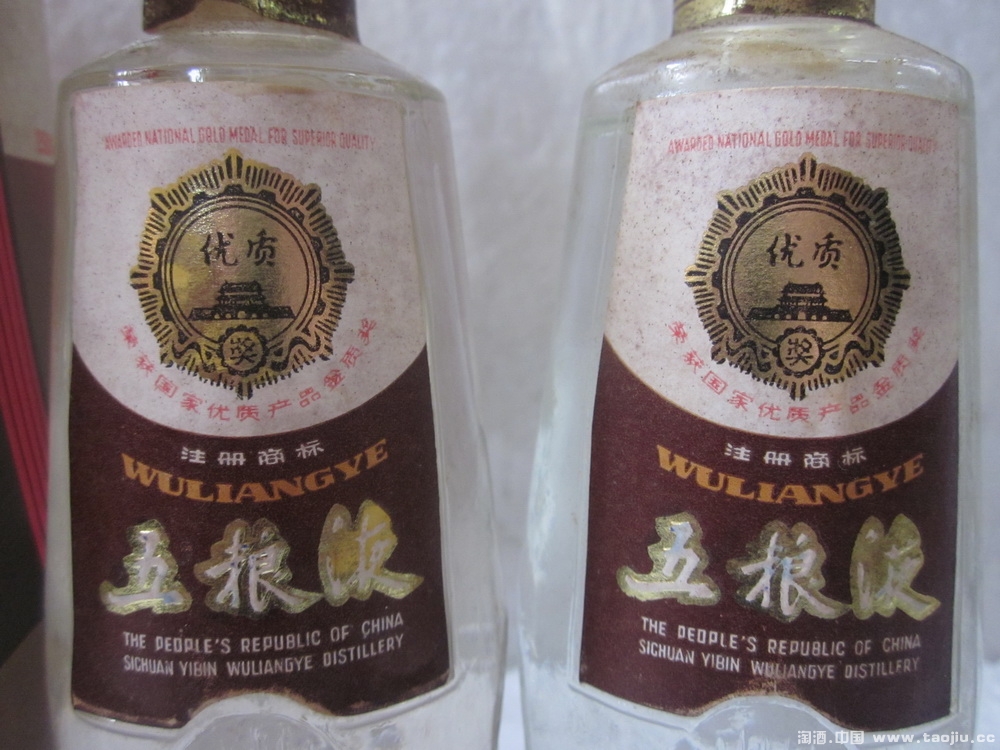 AWARDED NATIONAL GOLD MEDAL FOR SUPERIOR QUALITY
优质
奖
荣获国家优质产品金质奖
注册商标
WULIANGYE
五粮液
THE PEOPLE'S REPUBLIC OF CHINA
SICHUAN YIBIN WULIANGYE DISTILLERY
AWARDED NATIONAL GOLD MEDAL FOR SUPERIOR QUALITY
优质
奖
荣获国家优质产品金质奖
注册商标
WULIANGYE
五粮液
THE PEOPLE'S REPUBLIC OF CHINA
SICHUAN YIBIN WULIANGYE DISTILLERY
淘酒.中国 www.taojiu.cc